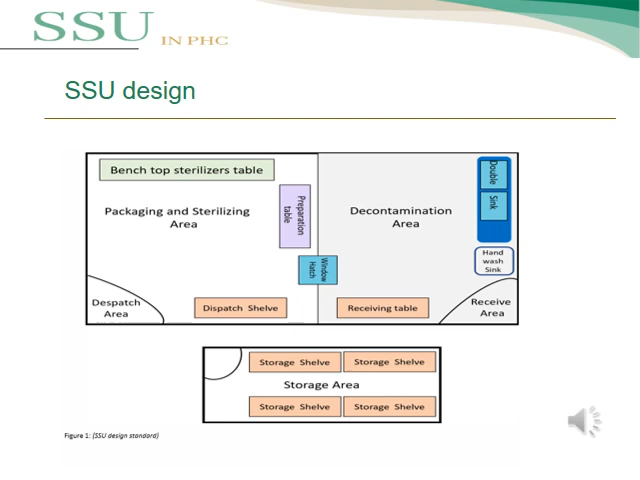 SSU IN PHC
SSU design
Bench top sterilizers table
Packaging and Sterilizing
Area
Preparation
table
Window
Hatch
Despatch
Area
Dispatch Shelve
Decontamination
Area
Double
Sink
Hand
wash
Sink
Receiving table
Receive
Area
Storage Shelve
Storage Shelve
Storage Area
Storage Shelve
Storage Shelve
Figure 1: (SSU design standard)